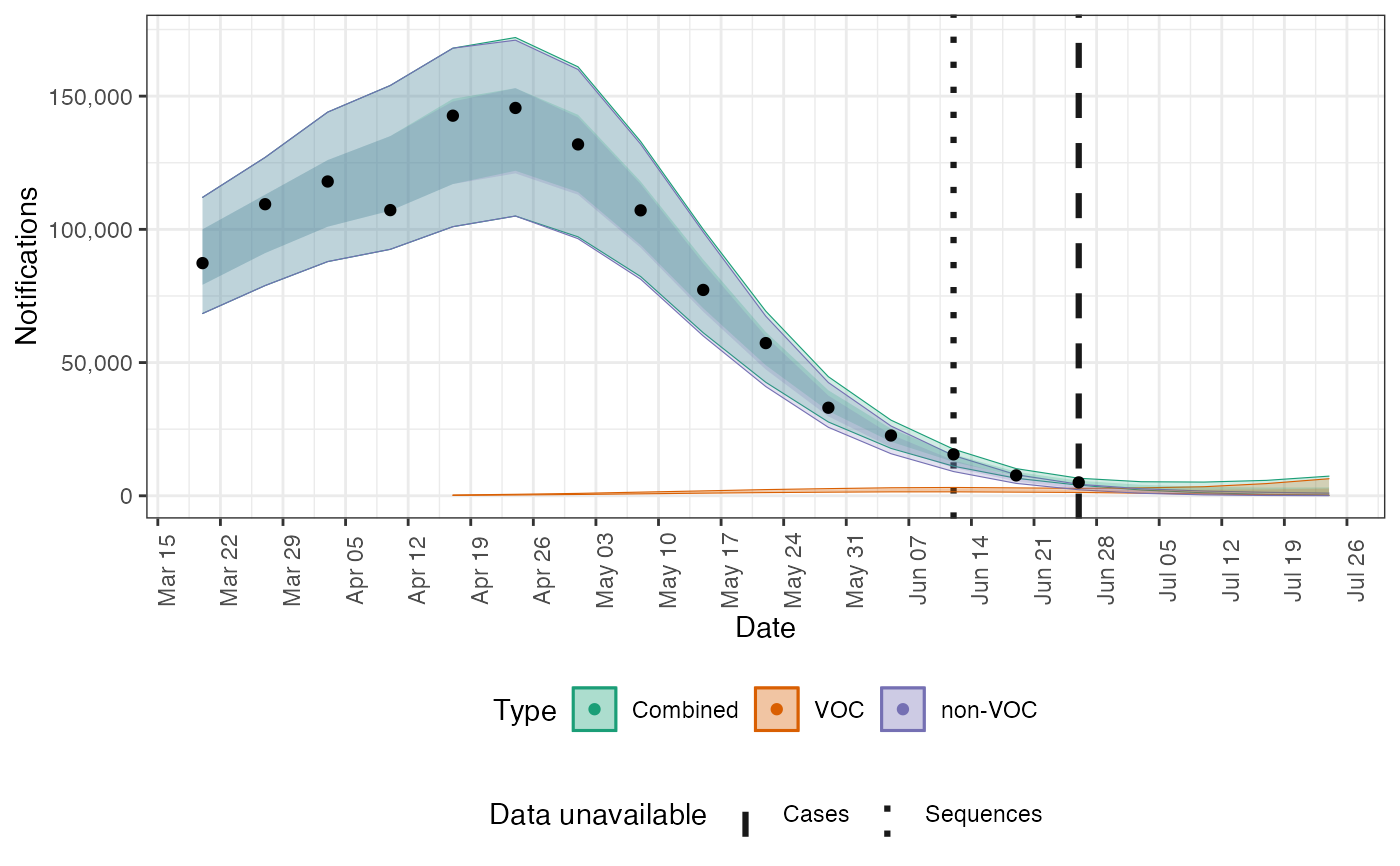 Notifications
150,000
100,000
50,000
0
Mar 15
Mar 22
Mar 29
Apr 05
Apr 12
Apr 19
Apr 26
May 03
May 10
May 17
May 24
May 31
Jun 07
Jun 14
Jun 21
Jun 28
Jul 05
Jul 12
Jul 19
Jul 26
Date
Type Combined VOC non-VOC
Data unavailable Cases Sequences